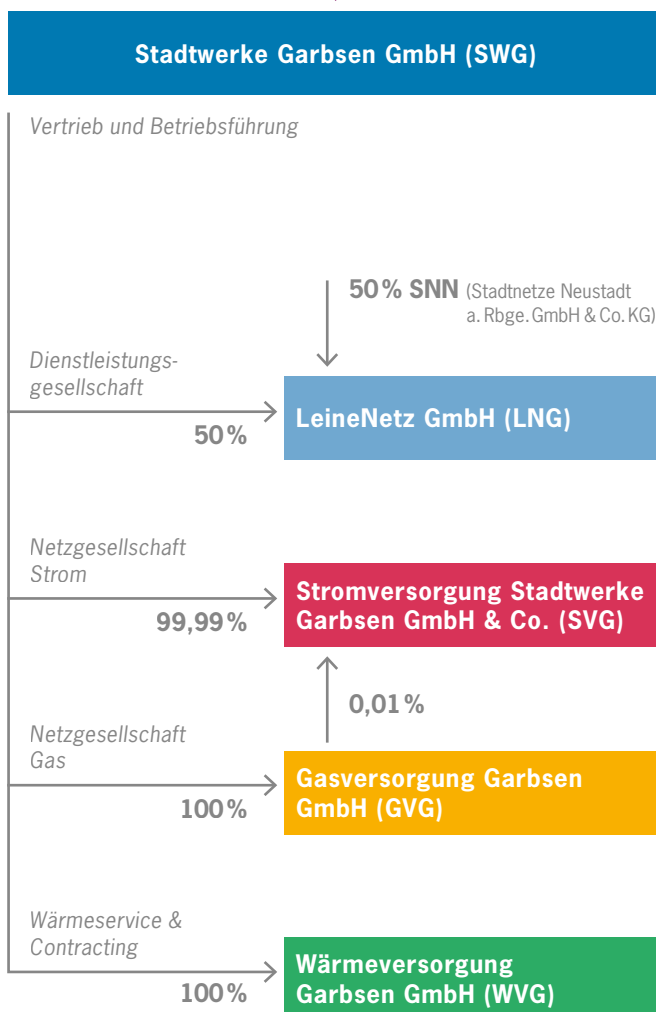 Stadtwerke Garbsen GmbH (SWG)
Vertrieb und Betriebsführung
50 % SNN (Stadtnetze Neustadt
a. Rbge. GmbH & Co. KG)
Dienstleistungs-
gesellschaft
50 %
LeineNetz GmbH (LNG)
Netzgesellschaft
Strom
99,99 %
Stromversorgung Stadtwerke
Garbsen GmbH & Co. (SVG)
0,01 %
Netzgesellschaft
Gas
100 %
Gasversorgung Garbsen
GmbH (GVG)
Wärmeservice &
Contracting
100 %
Wärmeversorgung
Garbsen GmbH (WVG)